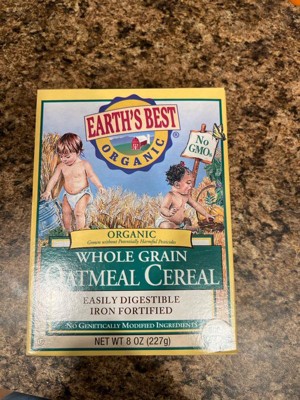 EARTH'S BEST
ORGANIC
®
No
GMOs
ORGANIC
Grown without Potentially Harmful Pesticides
WHOLE GRAIN
OATMEAL CEREAL
EASILY DIGESTIBLE
IRON FORTIFIED
NO GENETICALLY MODIFIED INGREDIENTS
NET WT 8 OZ (227g)